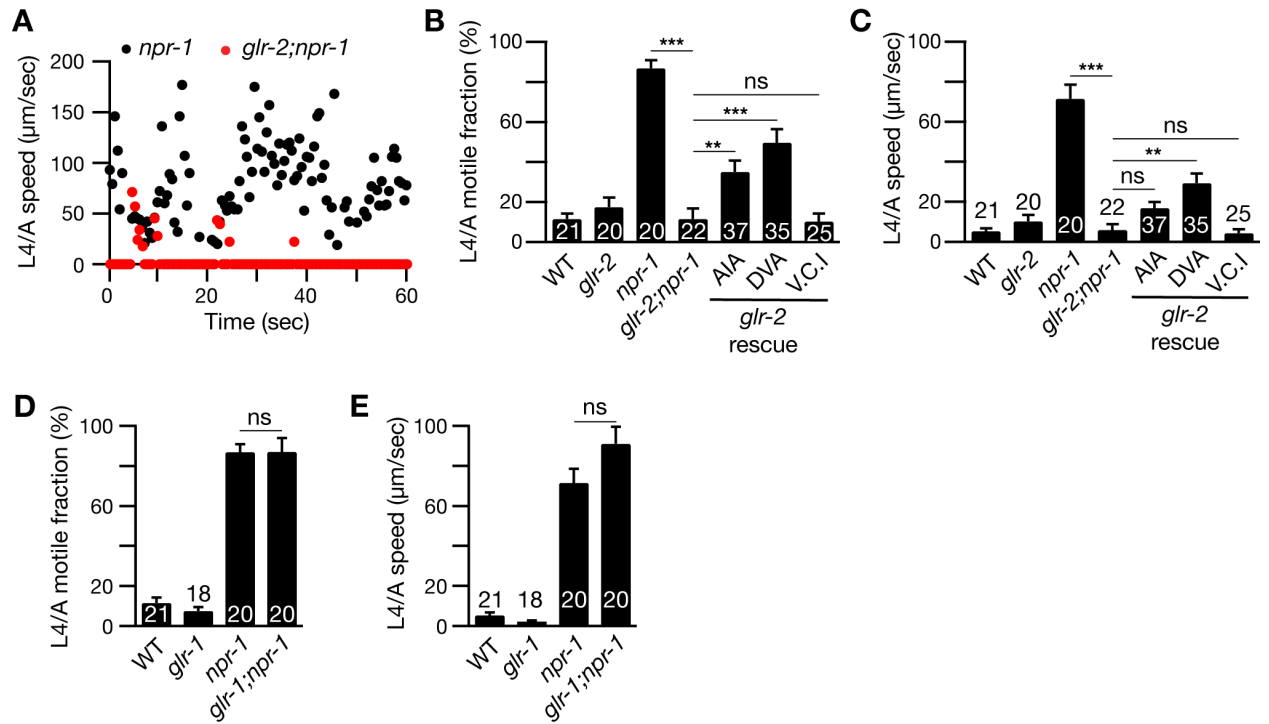 A
npr-1
glr-2;npr-1
L4/A speed (µm/sec)
200
150
100
50
0
0 20 40 60
Time (sec)
B
L4/A motile fraction (%)
100
60
20
0
***
ns
***
**
21 20 20 22 37 35 25
WT glr-2 npr-1 glr-2;npr-1 AIA DVA V.C.I
glr-2
rescue
C
L4/A speed (µm/sec)
100
60
20
0
***
ns
**
ns
21 20 20 22 37 35 25
WT glr-2 npr-1 glr-2;npr-1 AIA DVA V.C.I
glr-2
rescue
D
L4/A motile fraction (%)
100
60
20
0
ns
21 18 20 20
WT glr-1 npr-1 glr-1;npr-1
E
L4/A speed (µm/sec)
100
60
20
0
ns
21 18 20 20
WT glr-1 npr-1 glr-1;npr-1